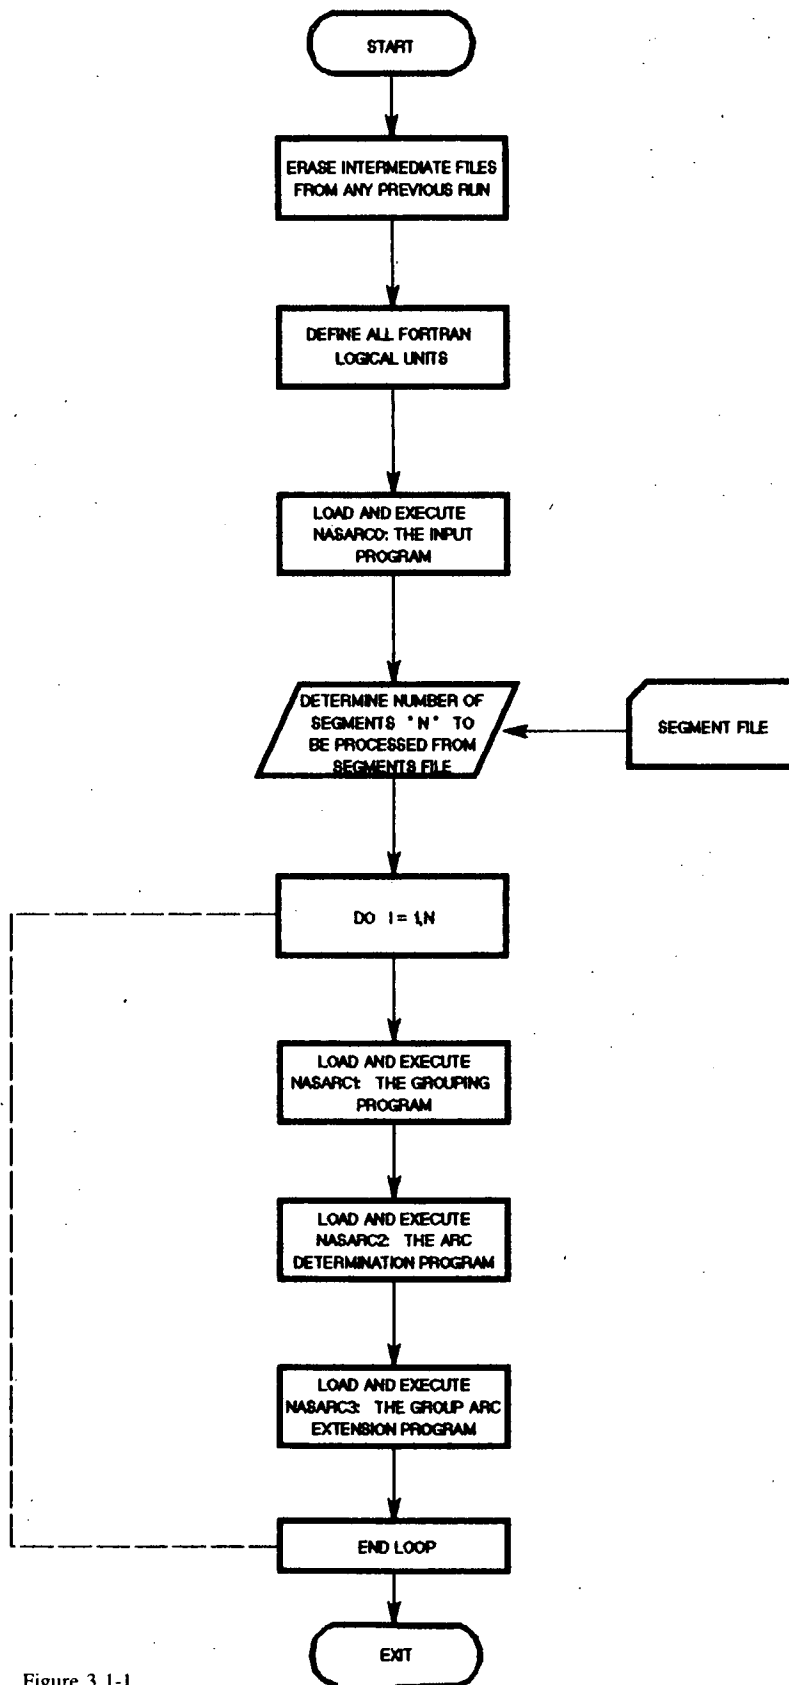 START
ERASE INTERMEDIATE FILES
FROM ANY PREVIOUS RUN
DEFINE ALL FORTRAN
LOGICAL UNITS
LOAD AND EXECUTE
NASARC0: THE INPUT
PROGRAM
DETERMINE NUMBER OF
SEGMENTS "N" TO
BE PROCESSED FROM
SEGMENTS FILE
SEGMENT FILE
DO I = 1,N
LOAD AND EXECUTE
NASARC1: THE GROUPING
PROGRAM
LOAD AND EXECUTE
NASARC2: THE ARC
DETERMINATION PROGRAM
LOAD AND EXECUTE
NASARC3: THE GROUP ARC
EXTENSION PROGRAM
END LOOP
EXIT
Figure 3.1-1